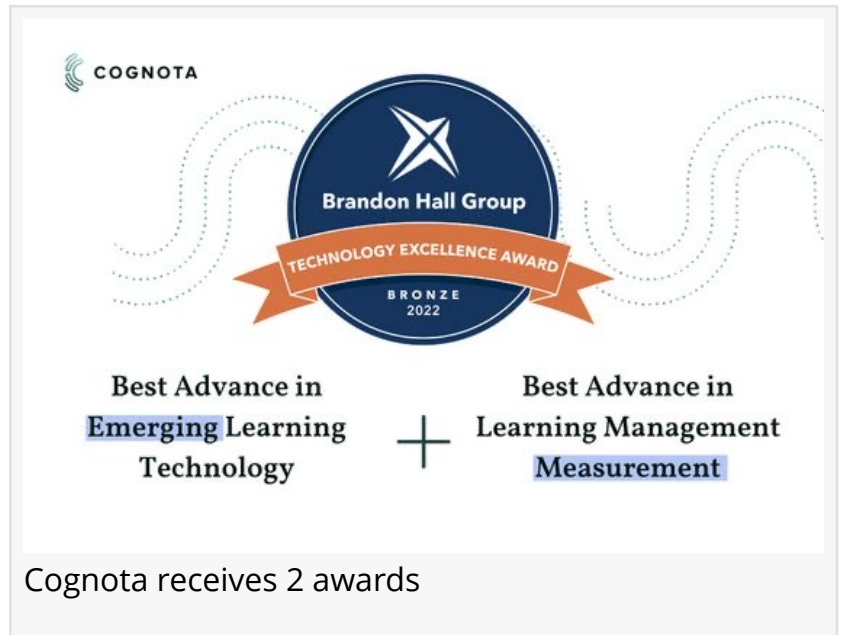 COGNOTA
Brandon Hall Group
TECHNOLOGY EXCELLENCE AWARD
BRONZE
2022
Best Advance in
Emerging Learning
Technology
+
Best Advance in
Learning Management
Measurement
Cognota receives 2 awards